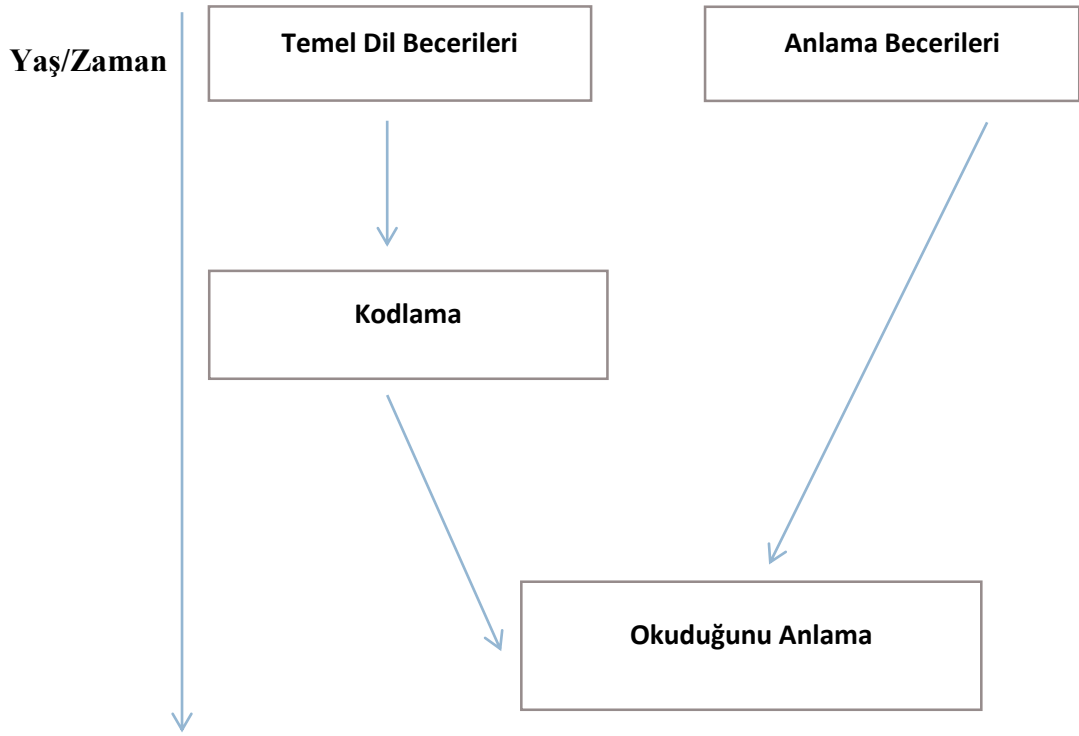 Yaş/Zaman
Temel Dil Becerileri
Anlama Becerileri
Kodlama
Okuduğunu Anlama